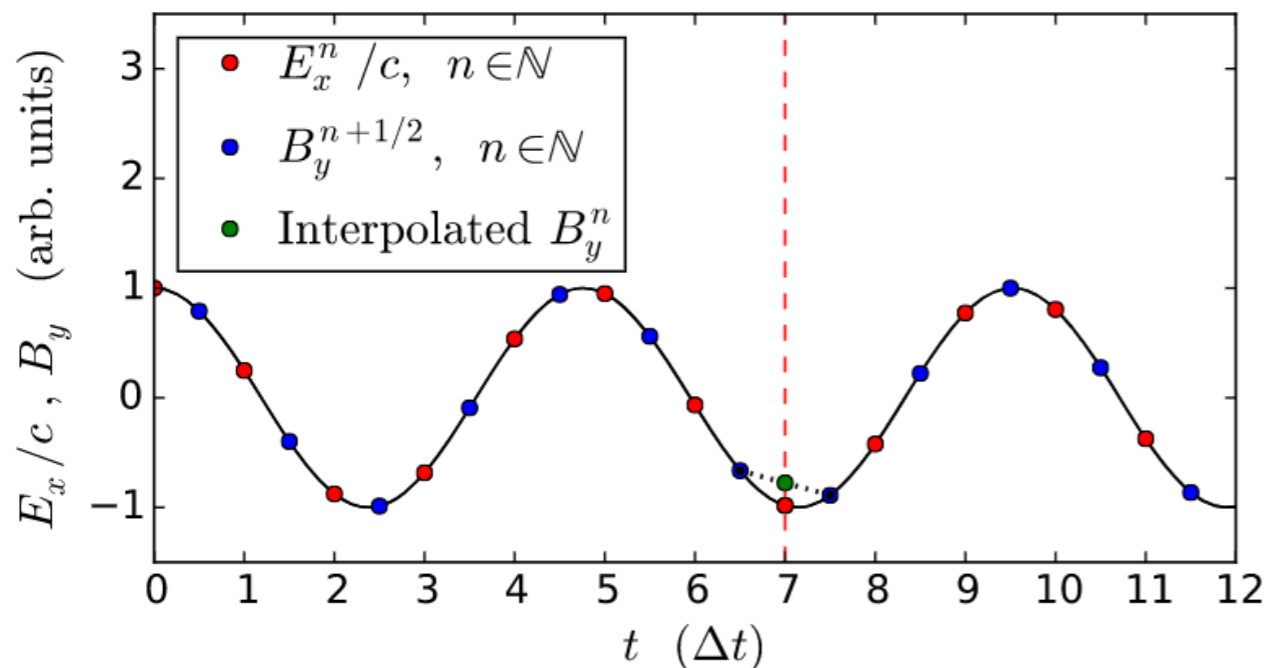 E_x^n /c, n ∈ ℕ
B_y^{n+1/2}, n ∈ ℕ
Interpolated B_y^n
E_x /c , B_y (arb. units)
3
2
1
0
−1
0 1 2 3 4 5 6 7 8 9 10 11 12
t (Δt)